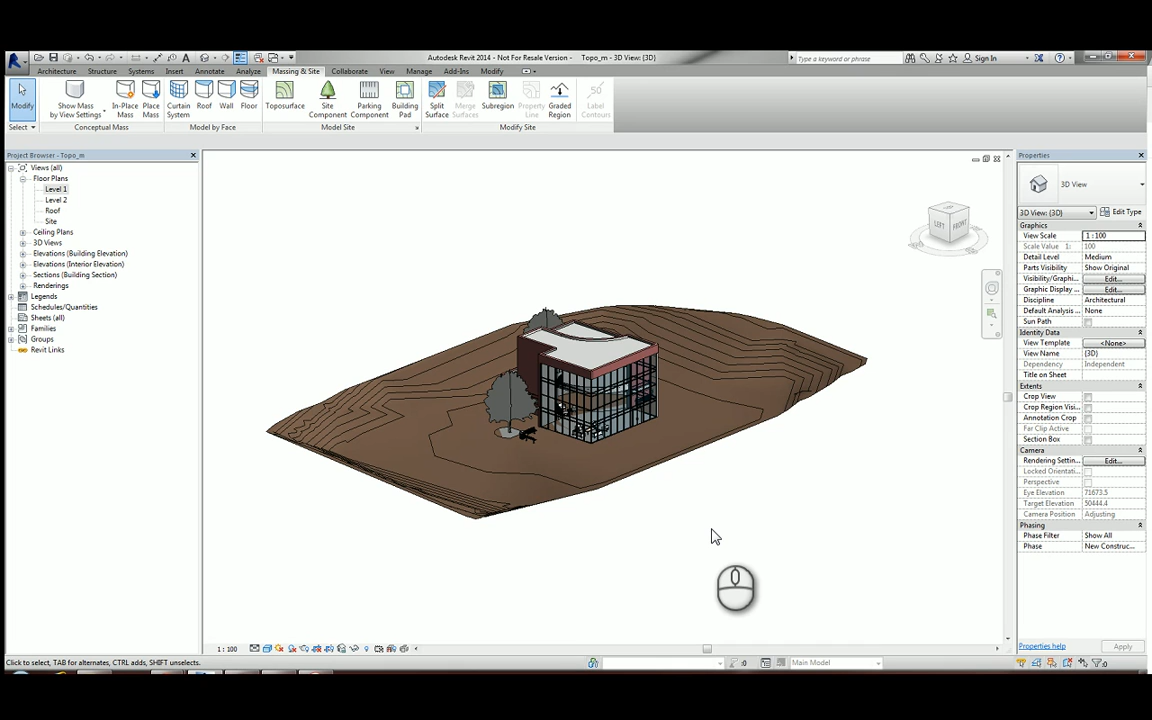 Autodesk Revit 2014 - Not For Resale Version - Topo_m - 3D View: {3D}
Type a keyword or phrase
Sign In
Architecture Structure Systems Insert Annotate Analyze Massing & Site Collaborate View Manage Add-Ins Modify
Modify
Show Mass
by View Settings
In-Place
Mass
Place
Mass
Curtain
System
Roof
Wall
Floor
Toposurface
Site
Component
Parking
Component
Building
Pad
Split
Surface
Merge
Surfaces
Subregion
Property
Line
Graded
Region
50
Label
Contours
Select
Conceptual Mass
Model by Face
Model Site
Modify Site
Project Browser - Topo_m
Views (all)
Floor Plans
Level 1
Level 2
Roof
Site
Ceiling Plans
3D Views
Elevations (Building Elevation)
Elevations (Interior Elevation)
Sections (Building Section)
Renderings
Legends
Schedules/Quantities
Sheets (all)
Families
Groups
Revit Links
LEFT
FRONT
Properties
3D View
3D View: {3D}
Edit Type
Graphics
View Scale 1 : 100
Scale Value 1: 100
Detail Level Medium
Parts Visibility Show Original
Visibility/Graphi... Edit...
Graphic Display ... Edit...
Discipline Architectural
Default Analysis ... None
Sun Path
Identity Data
View Template <None>
View Name {3D}
Dependency Independent
Title on Sheet
Extents
Crop View
Crop Region Visi...
Annotation Crop
Far Clip Active
Section Box
Camera
Rendering Settin... Edit...
Locked Orientati...
Perspective
Eye Elevation 71673.5
Target Elevation 50444.4
Camera Position Adjusting
Phasing
Phase Filter Show All
Phase New Construc...
Properties help
Apply
1 : 100
Click to select, TAB for alternates, CTRL adds, SHIFT unselects.
:0
Main Model
:0